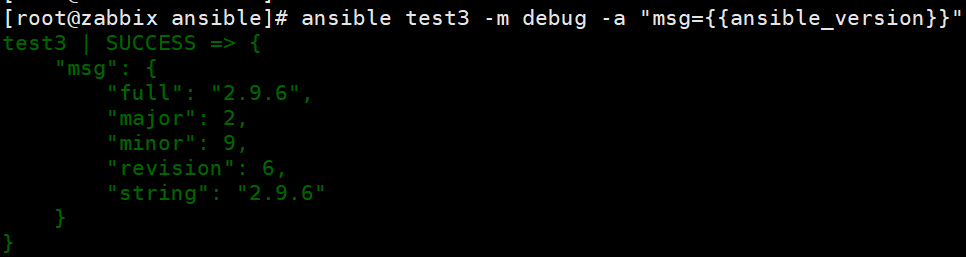 [root@zabbix ansible]# ansible test3 -m debug -a "msg={{ansible_version}}"
test3 | SUCCESS => {
    "msg": {
        "full": "2.9.6",
        "major": 2,
        "minor": 9,
        "revision": 6,
        "string": "2.9.6"
    }
}